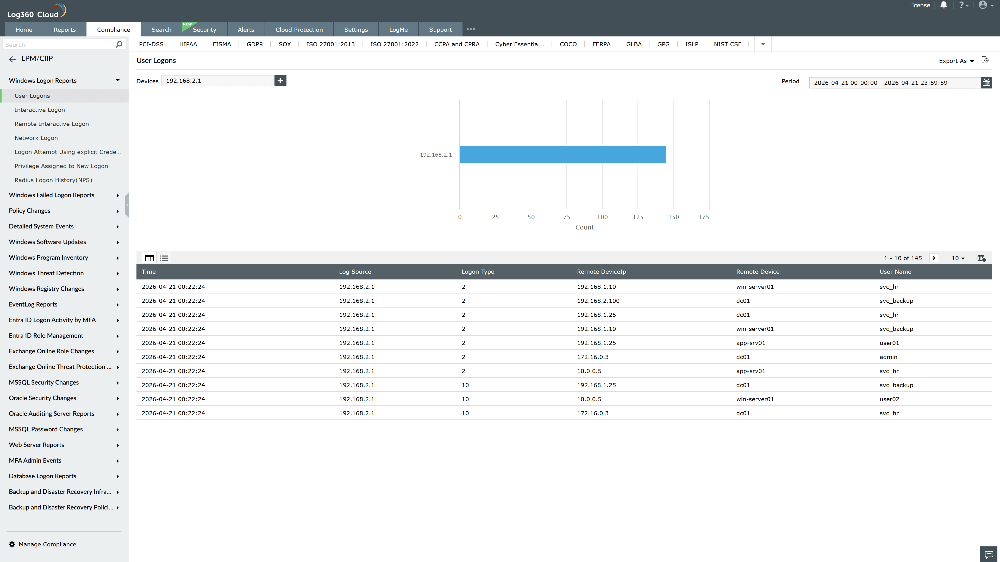 License
?
Log360 Cloud
Home
Reports
Compliance
Search
NEW
Security
Alerts
Cloud Protection
Settings
LogMe
Support
Search
PCI-DSS
HIPAA
FISMA
GDPR
SOX
ISO 27001:2013
ISO 27001:2022
CCPA and CPRA
Cyber Essentia...
COCO
FERPA
GLBA
GPG
ISLP
NIST CSF
LPM/CIIP
Windows Logon Reports
User Logons
Interactive Logon
Remote Interactive Logon
Network Logon
Logon Attempt Using explicit Crede...
Privilege Assigned to New Logon
Radius Logon History(NPS)
Windows Failed Logon Reports
Policy Changes
Detailed System Events
Windows Software Updates
Windows Program Inventory
Windows Threat Detection
Windows Registry Changes
EventLog Reports
Entra ID Logon Activity by MFA
Entra ID Role Management
Exchange Online Role Changes
Exchange Online Threat Protection ...
MSSQL Security Changes
Oracle Security Changes
Oracle Auditing Server Reports
MSSQL Password Changes
Web Server Reports
MFA Admin Events
Database Logon Reports
Backup and Disaster Recovery Infra...
Backup and Disaster Recovery Polici...
Manage Compliance
User Logons
Export As
Devices 192.168.2.1 +
Period 2026-04-21 00:00:00 - 2026-04-21 23:59:59
192.168.2.1
0 25 50 75 100 125 150 175
Count
1 - 10 of 145
10
Time Log Source Logon Type Remote DeviceIp Remote Device User Name
2026-04-21 00:22:24 192.168.2.1 2 192.168.1.10 win-server01 svc_hr
2026-04-21 00:22:24 192.168.2.1 2 192.168.2.100 dc01 svc_backup
2026-04-21 00:22:24 192.168.2.1 2 192.168.1.25 dc01 svc_hr
2026-04-21 00:22:24 192.168.2.1 2 192.168.1.10 win-server01 svc_backup
2026-04-21 00:22:24 192.168.2.1 2 192.168.1.25 app-srv01 user01
2026-04-21 00:22:24 192.168.2.1 2 172.16.0.3 dc01 admin
2026-04-21 00:22:24 192.168.2.1 2 10.0.0.5 app-srv01 svc_hr
2026-04-21 00:22:24 192.168.2.1 10 192.168.1.25 dc01 svc_backup
2026-04-21 00:22:24 192.168.2.1 10 10.0.0.5 win-server01 user02
2026-04-21 00:22:24 192.168.2.1 10 172.16.0.3 dc01 svc_hr